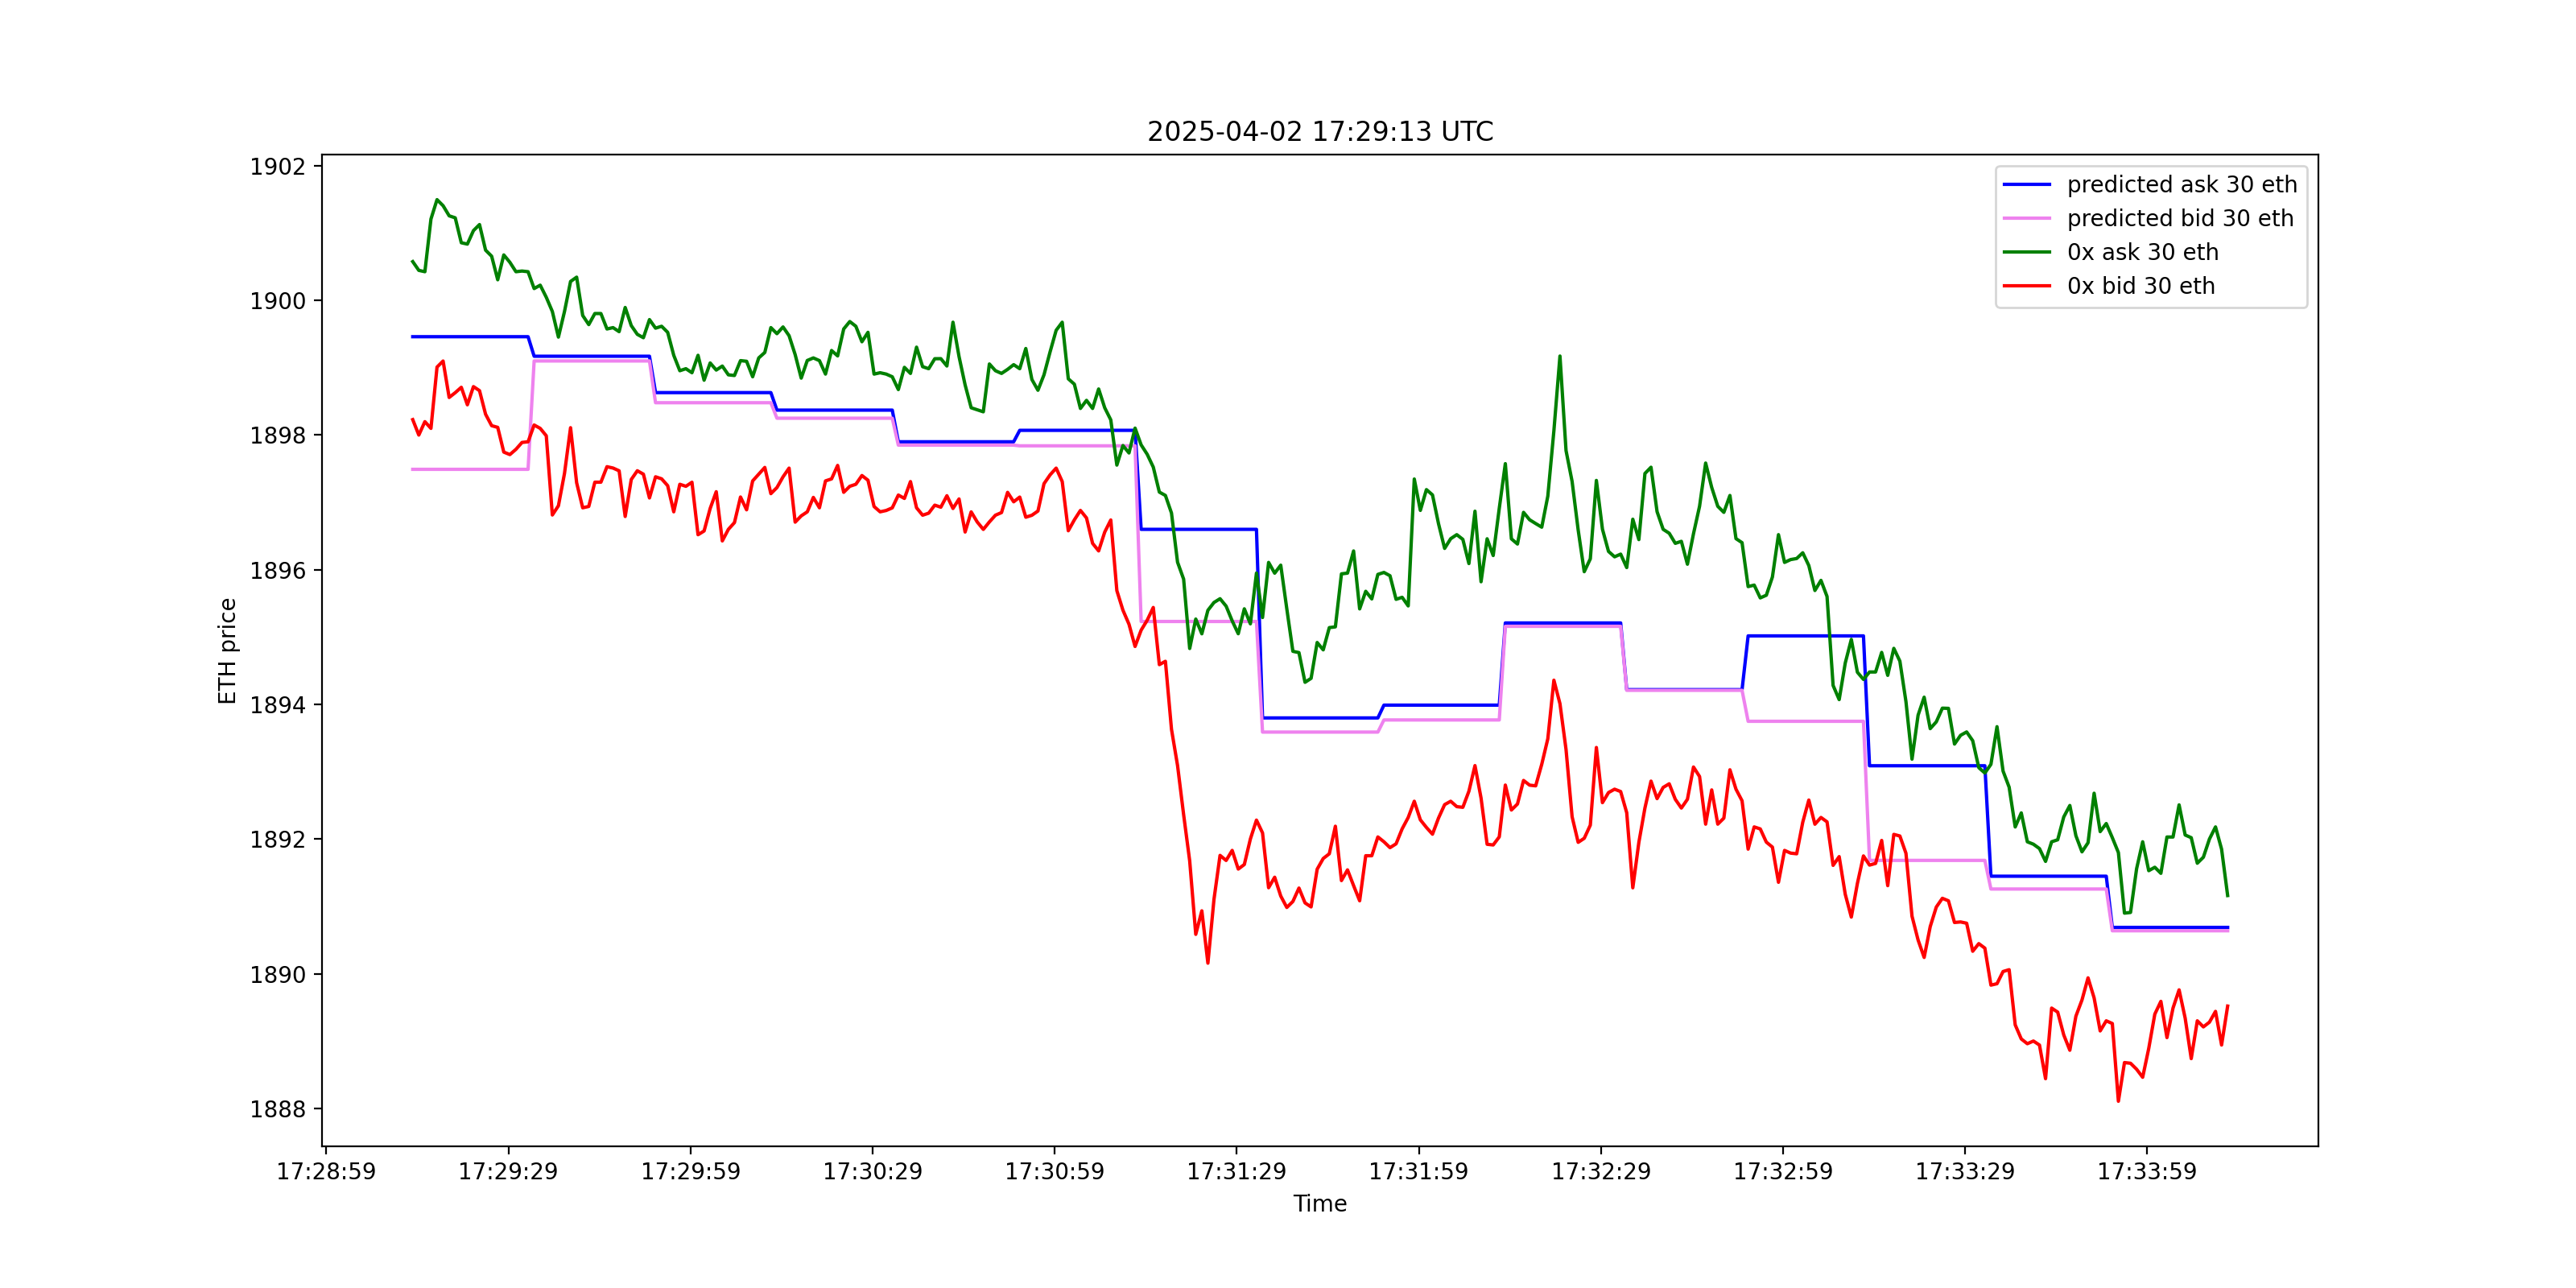 2025-04-02 17:29:13 UTC
predicted ask 30 eth
predicted bid 30 eth
0x ask 30 eth
0x bid 30 eth
ETH price
1902
1900
1898
1896
1894
1892
1890
1888
17:28:59 17:29:29 17:29:59 17:30:29 17:30:59 17:31:29 17:31:59 17:32:29 17:32:59 17:33:29 17:33:59
Time